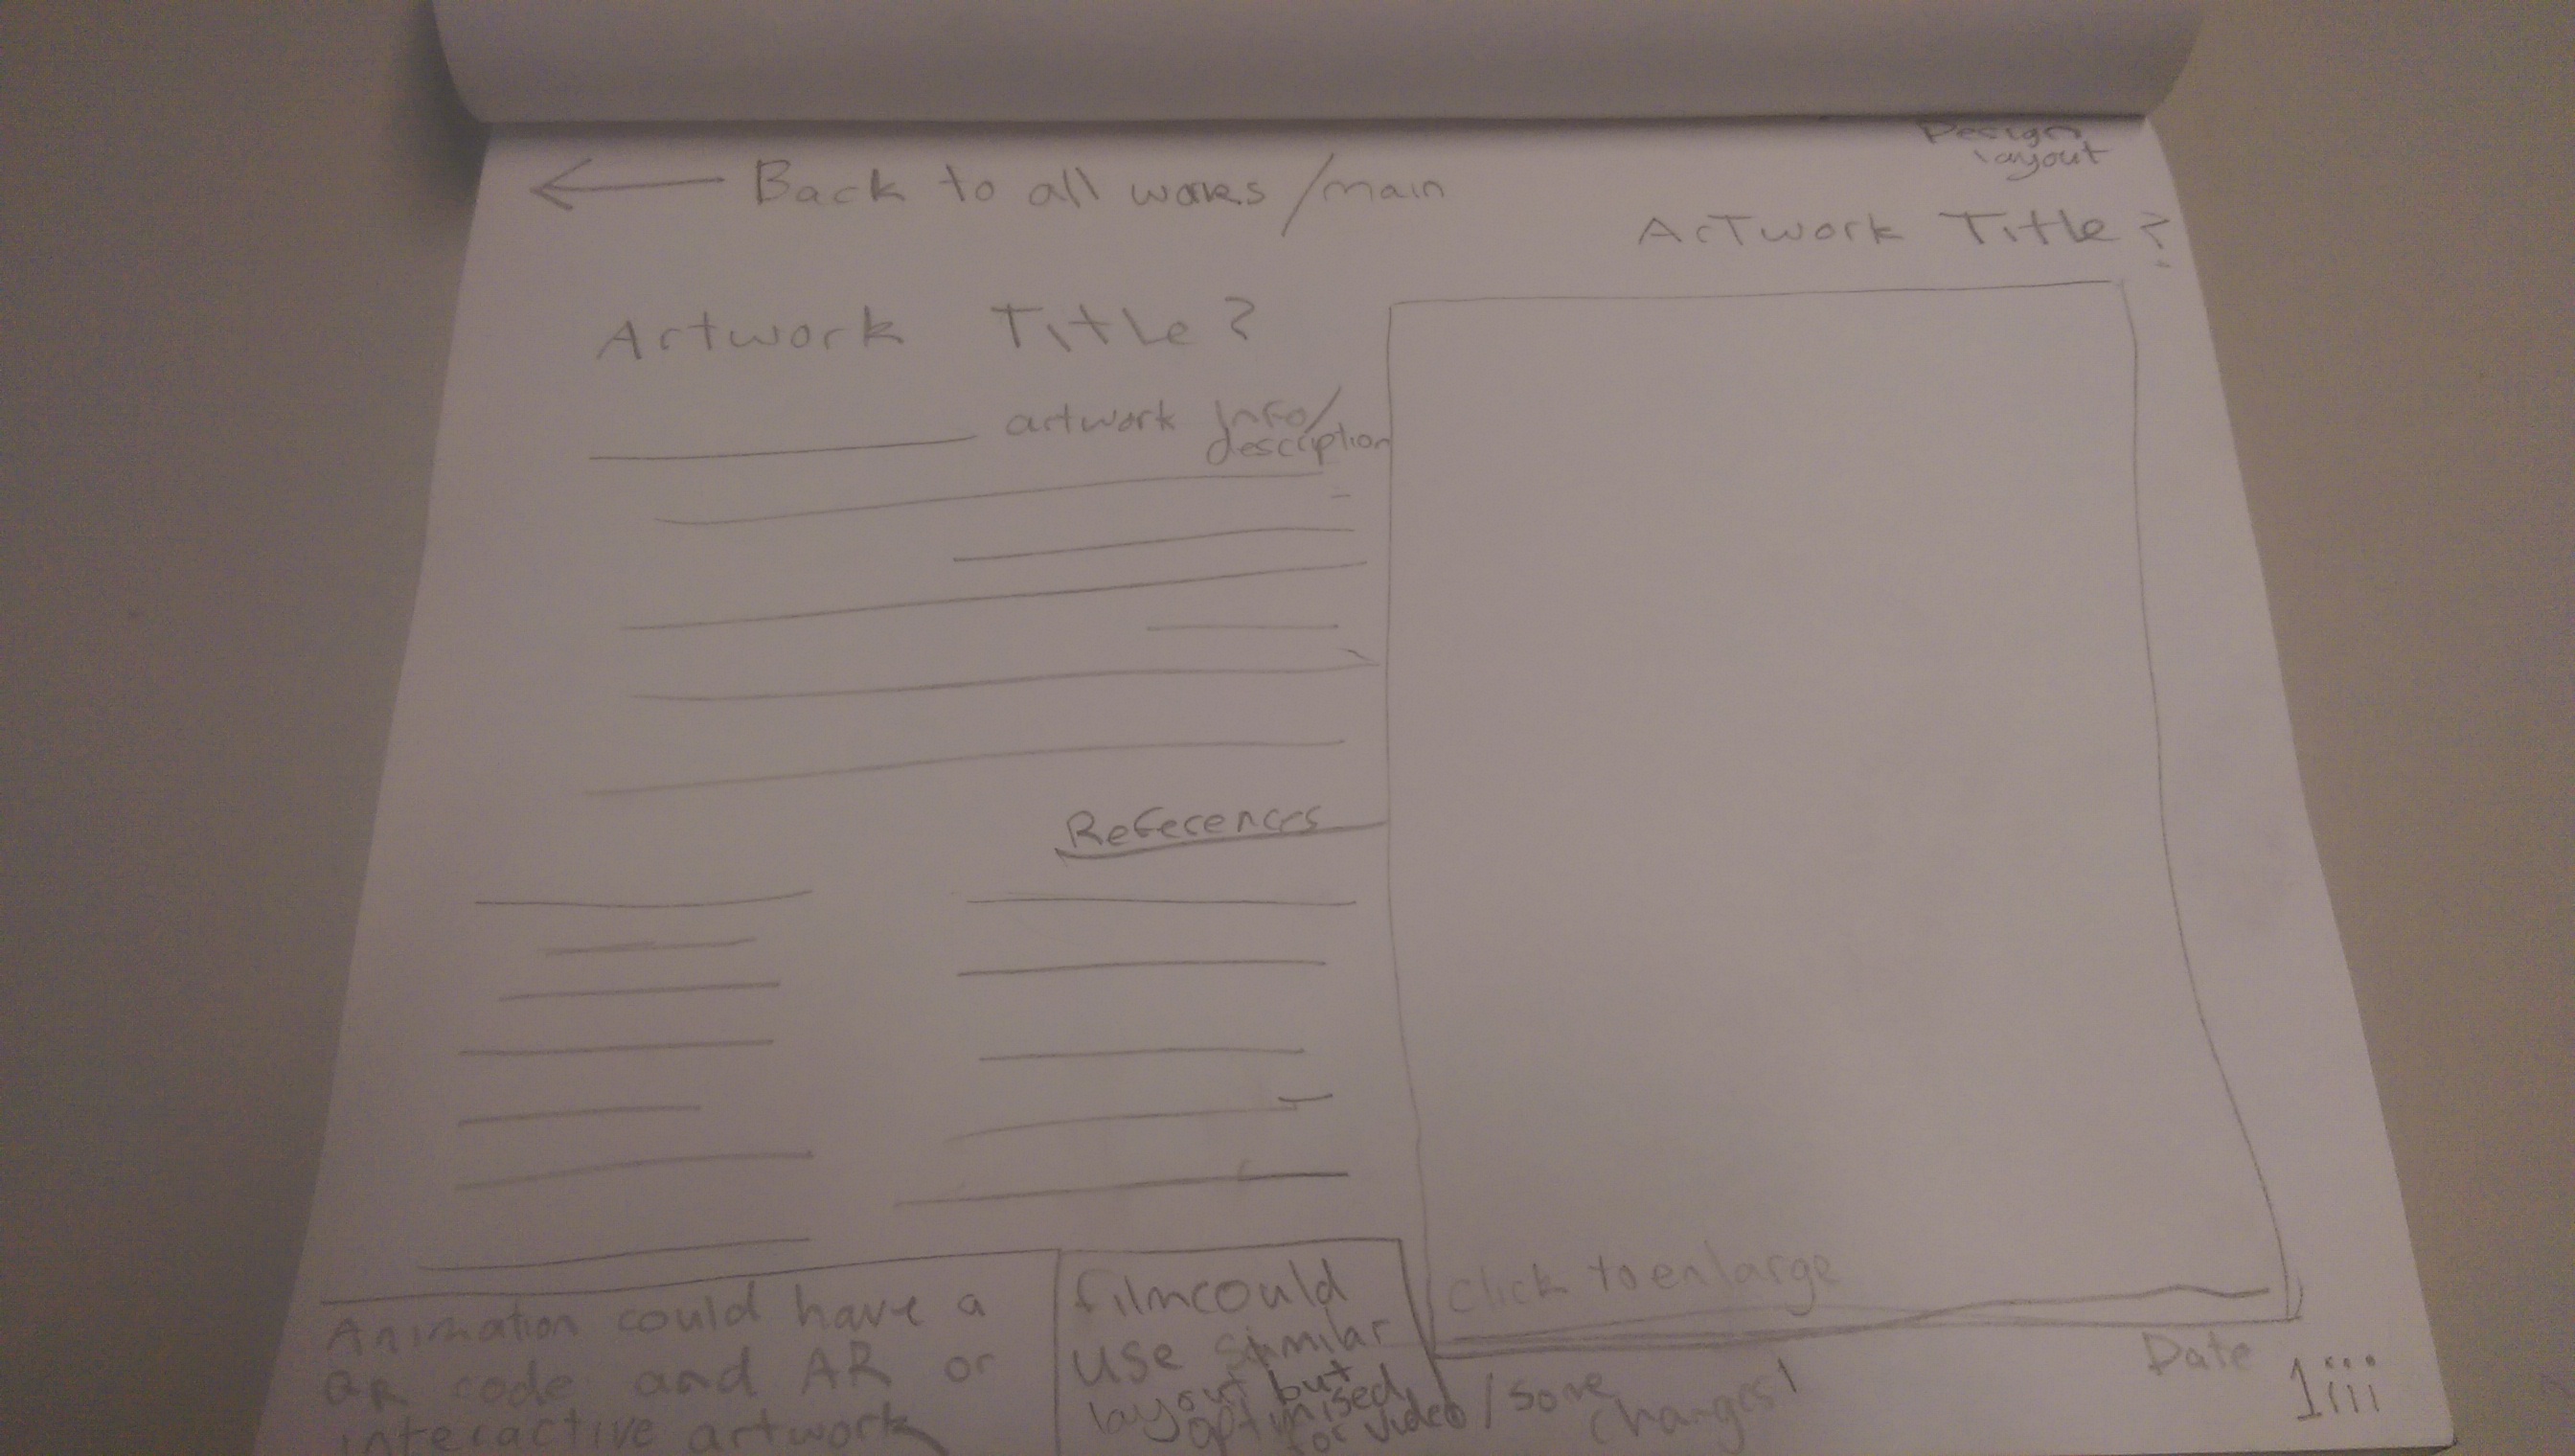 Design
layout
← Back to all works / main
Artwork Title?
Artwork Title?
artwork Info/
description
References
Click to enlarge
Animation could have a
QR code and AR or
interactive artwork
film could
use similar
layout but
optimised
for video / some
changes!
Date
1iii